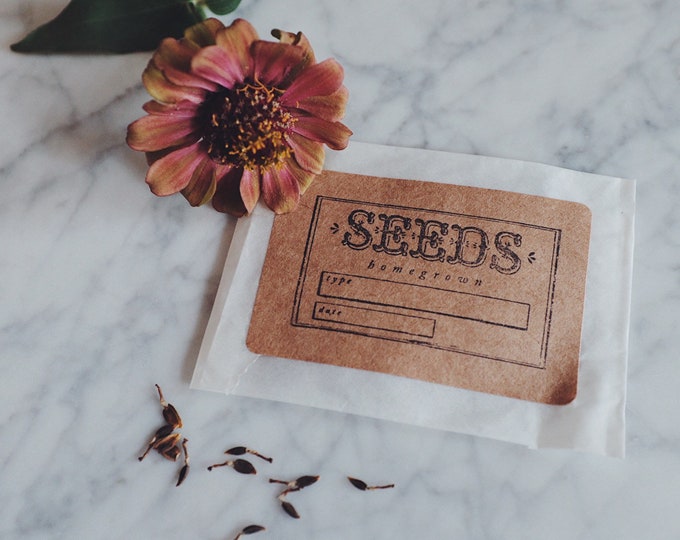 SEEDS
homegrown
type
date